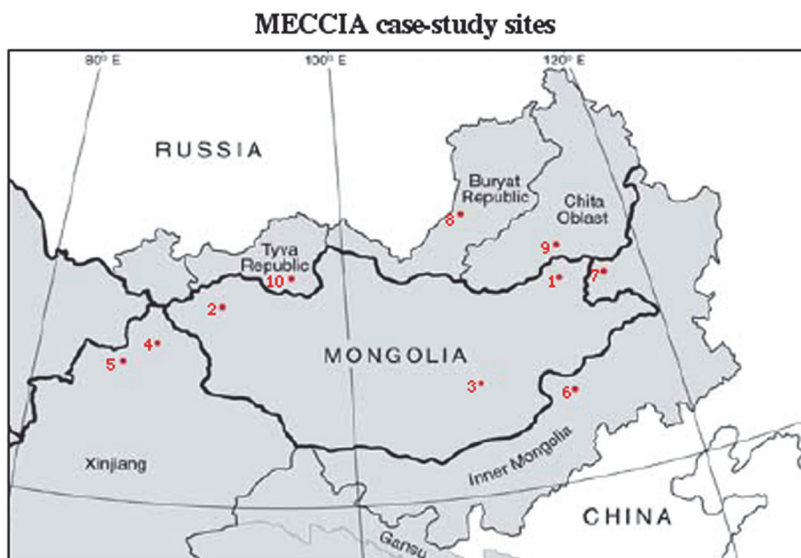 MECCIA case-study sites
80° E
100° E
120° E
RUSSIA
Buryat
Republic
Chita
Oblast
8
9
Tyva
Republic
10
1
7
2
4
5
MONGOLIA
3
6
Xinjiang
Inner Mongolia
CHINA
Gansu